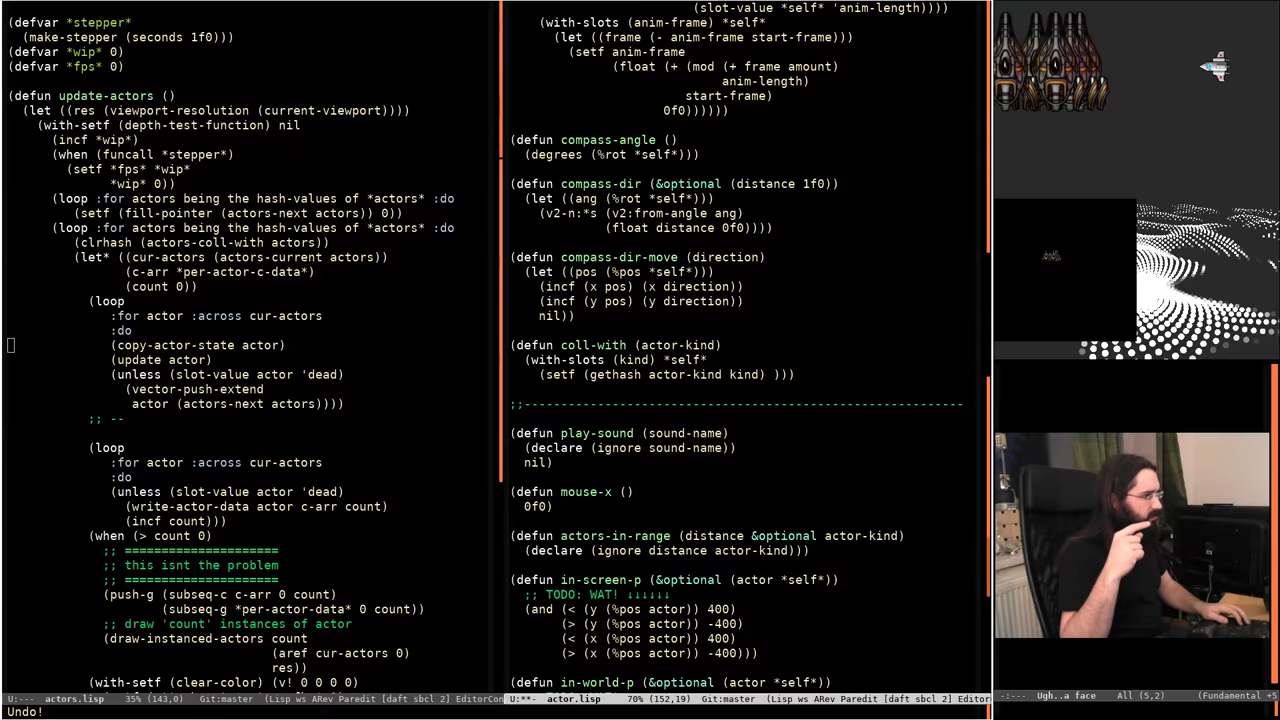 (defvar *stepper*
  (make-stepper (seconds 1f0)))
(defvar *wip* 0)
(defvar *fps* 0)
(defun update-actors ()
  (let ((res (viewport-resolution (current-viewport))))
    (with-setf (depth-test-function) nil
      (incf *wip*)
      (when (funcall *stepper*)
        (setf *fps* *wip*
              *wip* 0))
      (loop :for actors being the hash-values of *actors* :do
         (setf (fill-pointer (actors-next actors)) 0))
      (loop :for actors being the hash-values of *actors* :do
         (clrhash (actors-coll-with actors))
         (let* ((cur-actors (actors-current actors))
                (c-arr *per-actor-c-data*)
                (count 0))
           (loop
              :for actor :across cur-actors
              :do
              (copy-actor-state actor)
              (update actor)
              (unless (slot-value actor 'dead)
                (vector-push-extend
                 actor (actors-next actors))))
           ;; --
           (loop
              :for actor :across cur-actors
              :do
              (unless (slot-value actor 'dead)
                (write-actor-data actor c-arr count)
                (incf count)))
           (when (> count 0)
             ;; =====================
             ;; this isnt the problem
             ;; =====================
             (push-g (subseq-c c-arr 0 count)
                     (subseq-g *per-actor-data* 0 count))
             ;; draw 'count' instances of actor
             (draw-instanced-actors count
                                    (aref cur-actors 0)
                                    res))
           (with-setf (clear-color) (v! 0 0 0 0)
U:---  actors.lisp    35% (143,0)    Git:master  (Lisp ws ARev Paredit [daft sbcl 2] EditorCon
Undo!
                         (slot-value *self* 'anim-length))))
    (with-slots (anim-frame) *self*
      (let ((frame (- anim-frame start-frame)))
        (setf anim-frame
              (float (+ (mod (+ frame amount)
                             anim-length)
                        start-frame)
                     0f0))))))
(defun compass-angle ()
  (degrees (%rot *self*)))
(defun compass-dir (&optional (distance 1f0))
  (let ((ang (%rot *self*)))
    (v2-n:*s (v2:from-angle ang)
             (float distance 0f0))))
(defun compass-dir-move (direction)
  (let ((pos (%pos *self*)))
    (incf (x pos) (x direction))
    (incf (y pos) (y direction))
    nil))
(defun coll-with (actor-kind)
  (with-slots (kind) *self*
    (setf (gethash actor-kind kind) )))
;;------------------------------------------------------------
(defun play-sound (sound-name)
  (declare (ignore sound-name))
  nil)
(defun mouse-x ()
  0f0)
(defun actors-in-range (distance &optional actor-kind)
  (declare (ignore distance actor-kind)))
(defun in-screen-p (&optional (actor *self*))
  ;; TODO: WAT! ↓↓↓↓↓↓
  (and (< (y (%pos actor)) 400)
       (> (y (%pos actor)) -400)
       (< (x (%pos actor)) 400)
       (> (x (%pos actor)) -400)))
(defun in-world-p (&optional (actor *self*))
U:**-  actor.lisp    70% (152,19)    Git:master  (Lisp ws ARev Paredit [daft sbcl 2] Editor
-:---  Ugh..a face    All (5,2)    (Fundamental +5